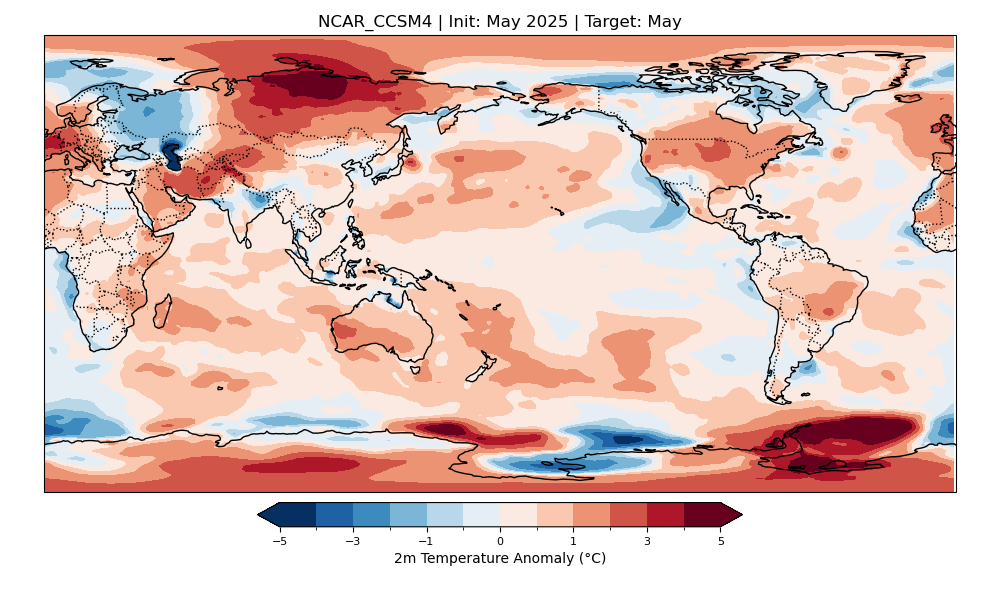 NCAR_CCSM4 | Init: May 2025 | Target: May
−5 −3 −1 0 1 3 5
2m Temperature Anomaly (°C)